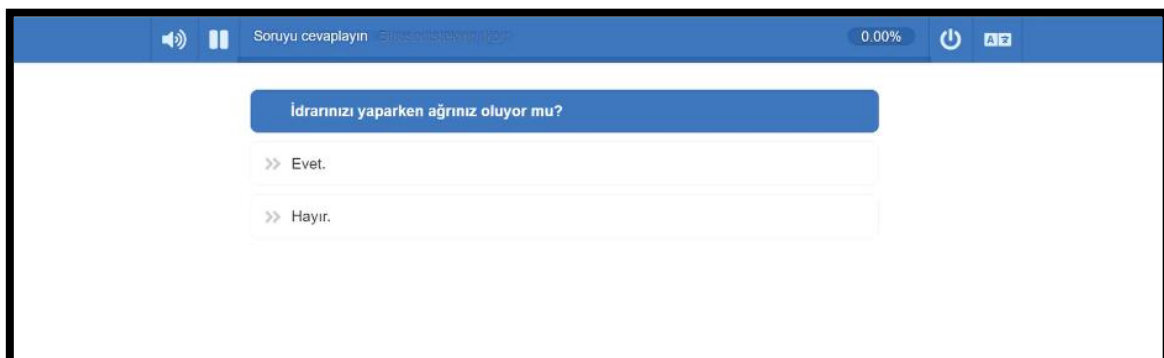 Soruyu cevaplayın
0.00%
İdrarınızı yaparken ağrınız oluyor mu?
Evet.
Hayır.